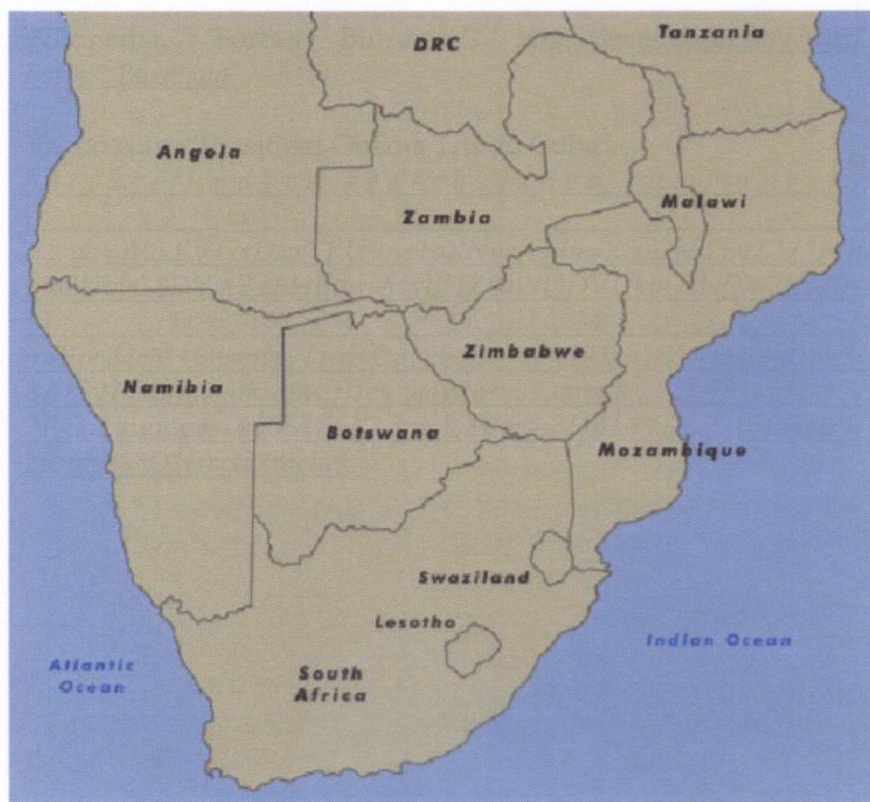 Tanzania
DRC
Angola
Malawi
Zambia
Zimbabwe
Namibia
Botswana
Mozambique
Swaziland
Lesotho
Indian Ocean
Atlantic
Ocean
South
Africa